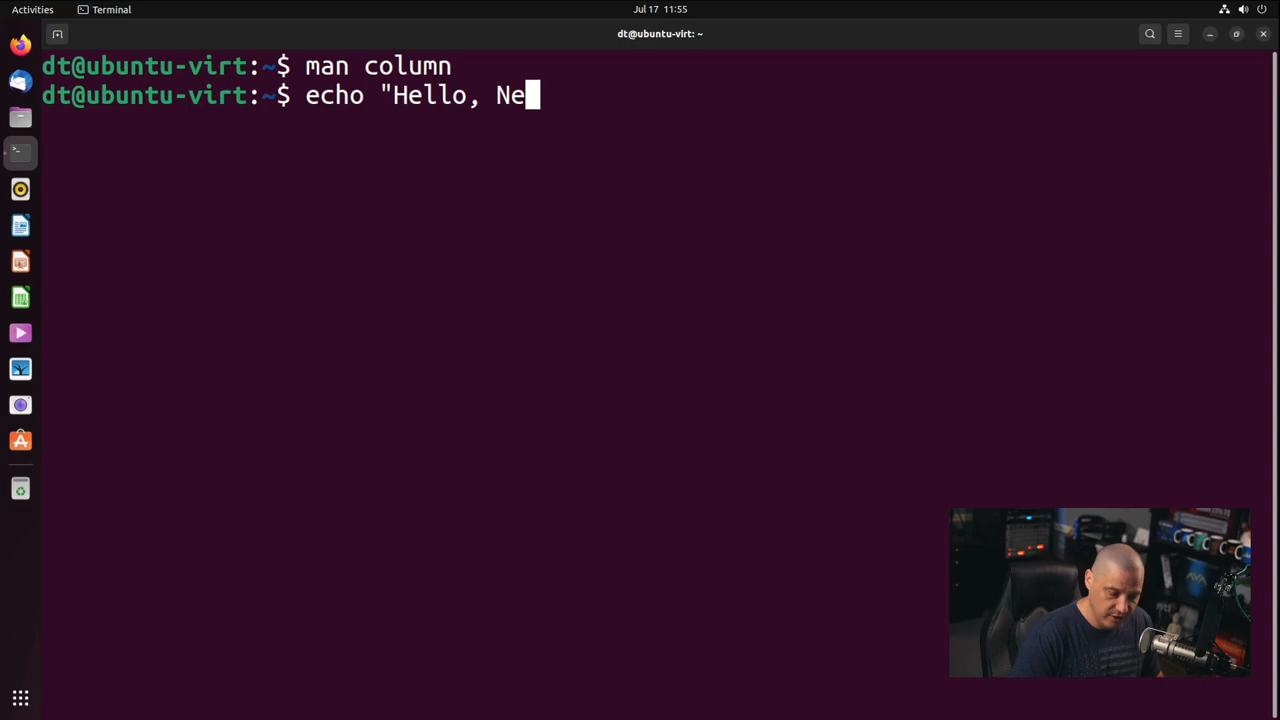 Activities
Terminal
Jul 17 11:55
dt@ubuntu-virt: ~
dt@ubuntu-virt:~$ man column
dt@ubuntu-virt:~$ echo "Hello, Ne